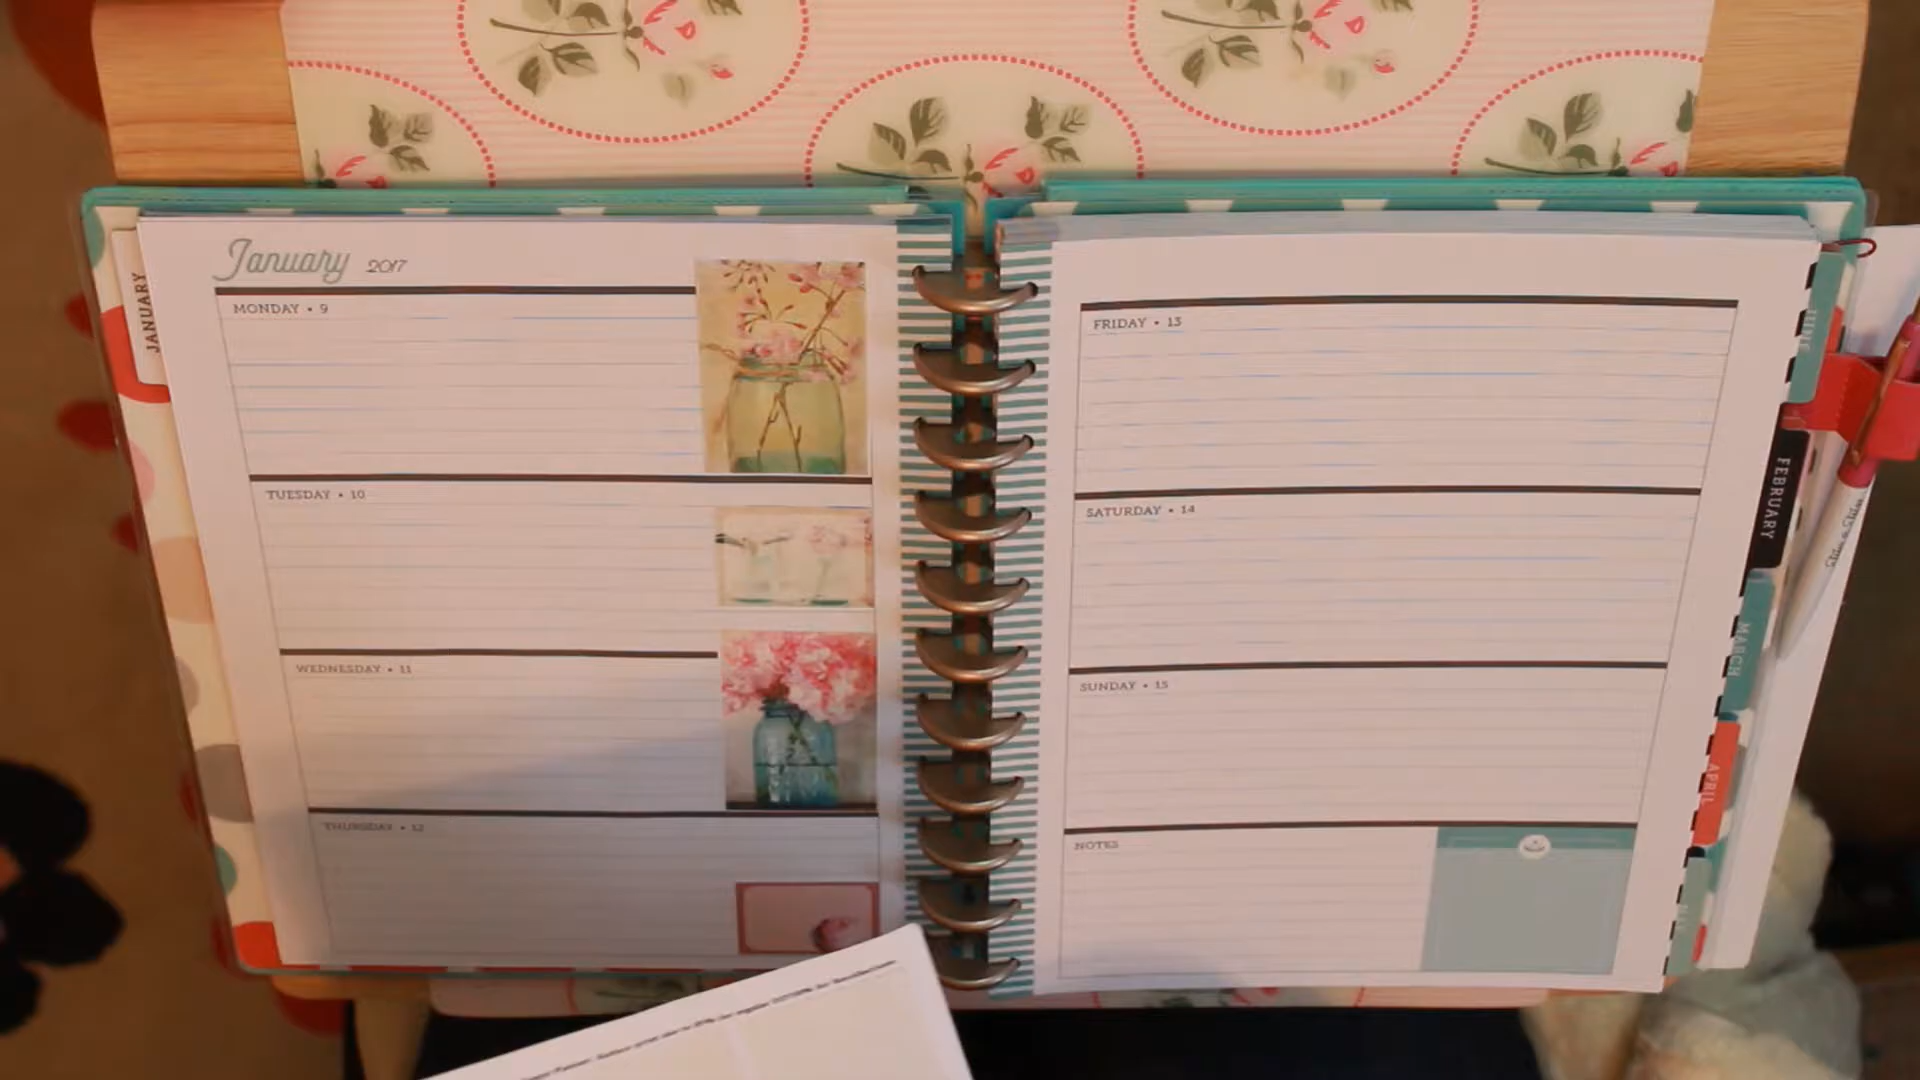 January 2017
JANUARY
MONDAY • 9
TUESDAY • 10
WEDNESDAY • 11
THURSDAY • 12
FRIDAY • 13
SATURDAY • 14
SUNDAY • 15
NOTES
JUNE
FEBRUARY
MARCH
APRIL